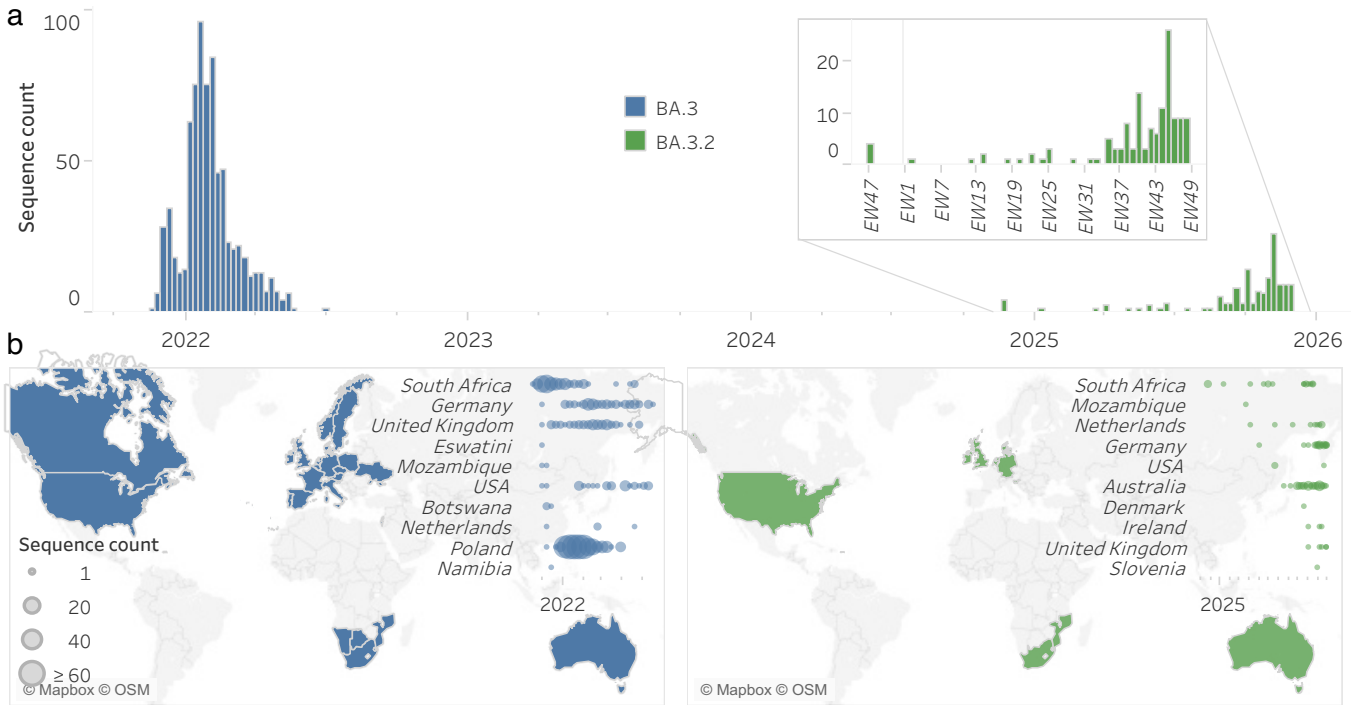 a
Sequence count
100
50
0
BA.3
BA.3.2
20
10
0
EW47
EW1
EW7
EW13
EW19
EW25
EW31
EW37
EW43
EW49
2022
2023
2024
2025
2026
b
South Africa
Germany
United Kingdom
Eswatini
Mozambique
USA
Botswana
Netherlands
Poland
Namibia
2022
Sequence count
1
20
40
≥ 60
© Mapbox © OSM
South Africa
Mozambique
Netherlands
Germany
USA
Australia
Denmark
Ireland
United Kingdom
Slovenia
2025
© Mapbox © OSM